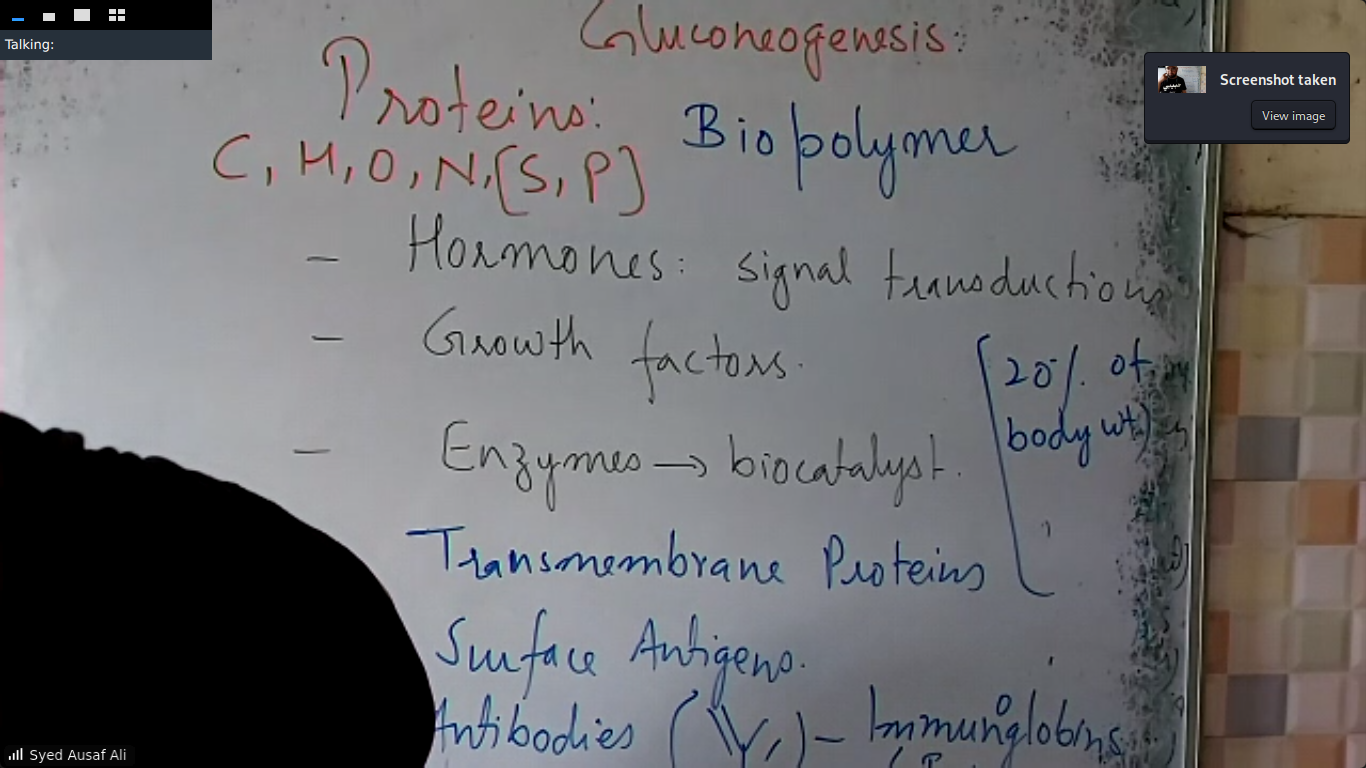 Talking:
Screenshot taken
View image
Gluconeogenesis:
Proteins:
Biopolymer
C, H, O, N, [S, P]
– Hormones: signal transductions
– Growth factors.
[20% of
body wt.)
– Enzymes → biocatalyst.
Transmembrane Proteins
Surface Antigens.
Antibodies ( Y, ) – Immunoglobins
Syed Ausaf Ali